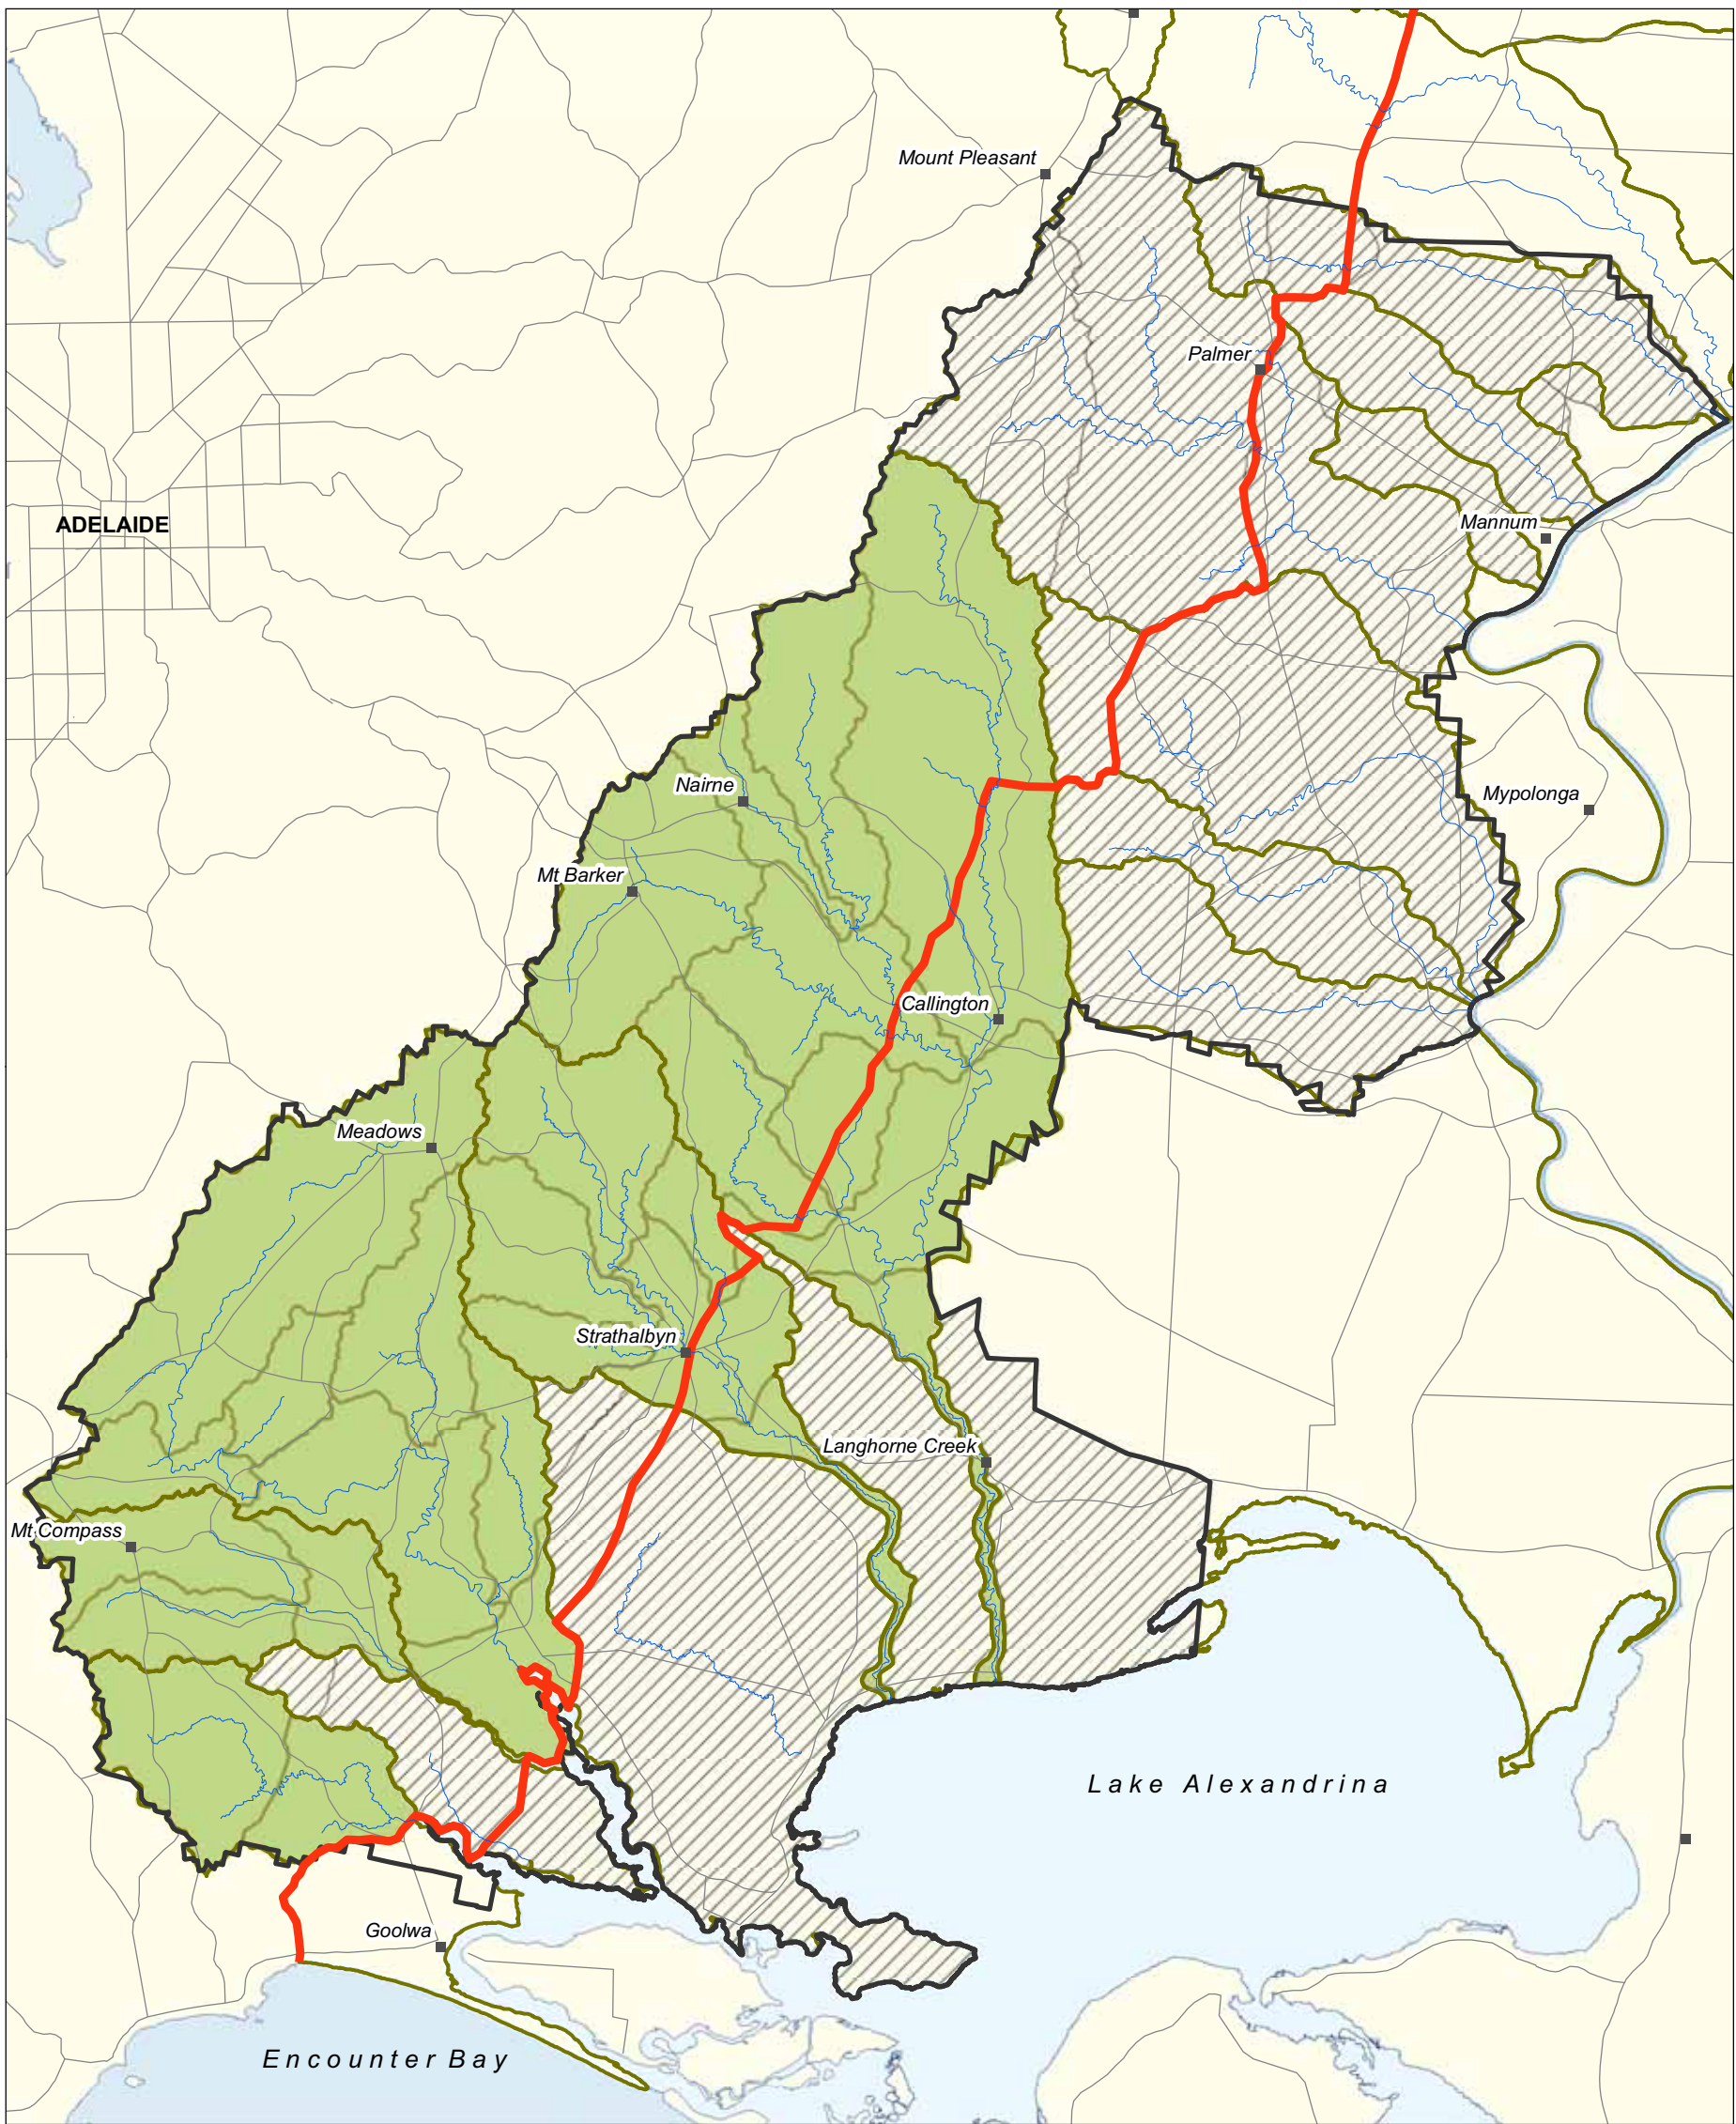 Mount Pleasant
Palmer
ADELAIDE
Mannum
Nairne
Mypolonga
Mt Barker
Callington
Meadows
Strathalbyn
Langhorne Creek
Mt Compass
Lake Alexandrina
Goolwa
Encounter Bay